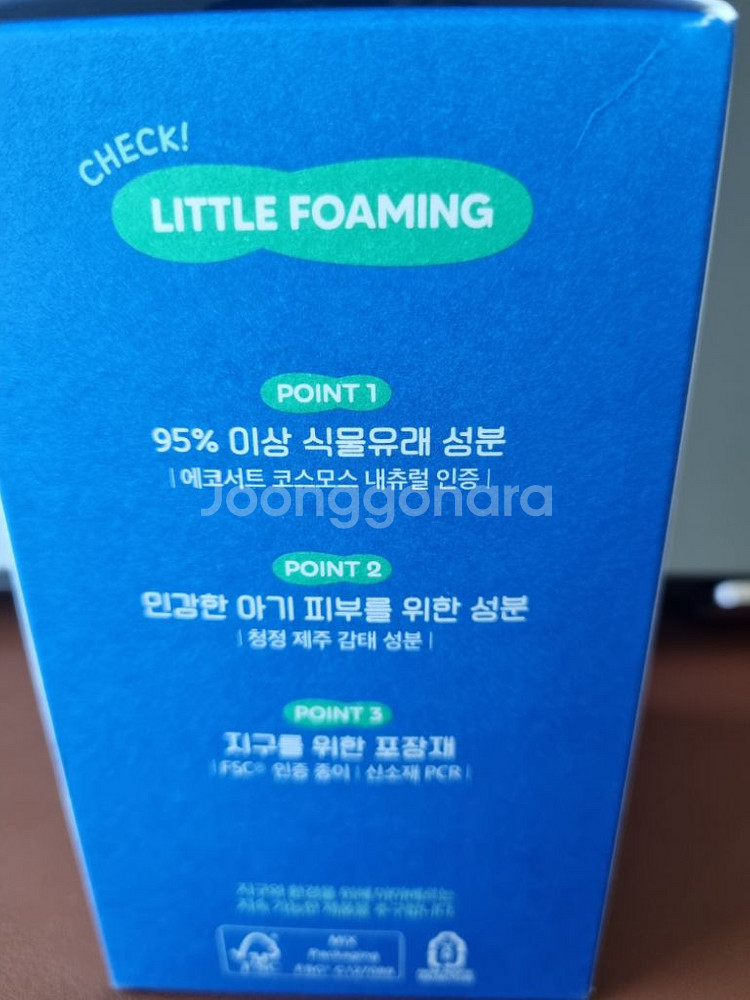 CHECK!
LITTLE FOAMING
POINT 1
95% 이상 식물유래 성분
| 에코서트 코스모스 내츄럴 인증 |
Joonggonara
POINT 2
민감한 아기 피부를 위한 성분
| 청정 제주 감태 성분 |
POINT 3
지구를 위한 포장재
| FSC® 인증 종이 | 신소재 PCR |
MIX
Packaging